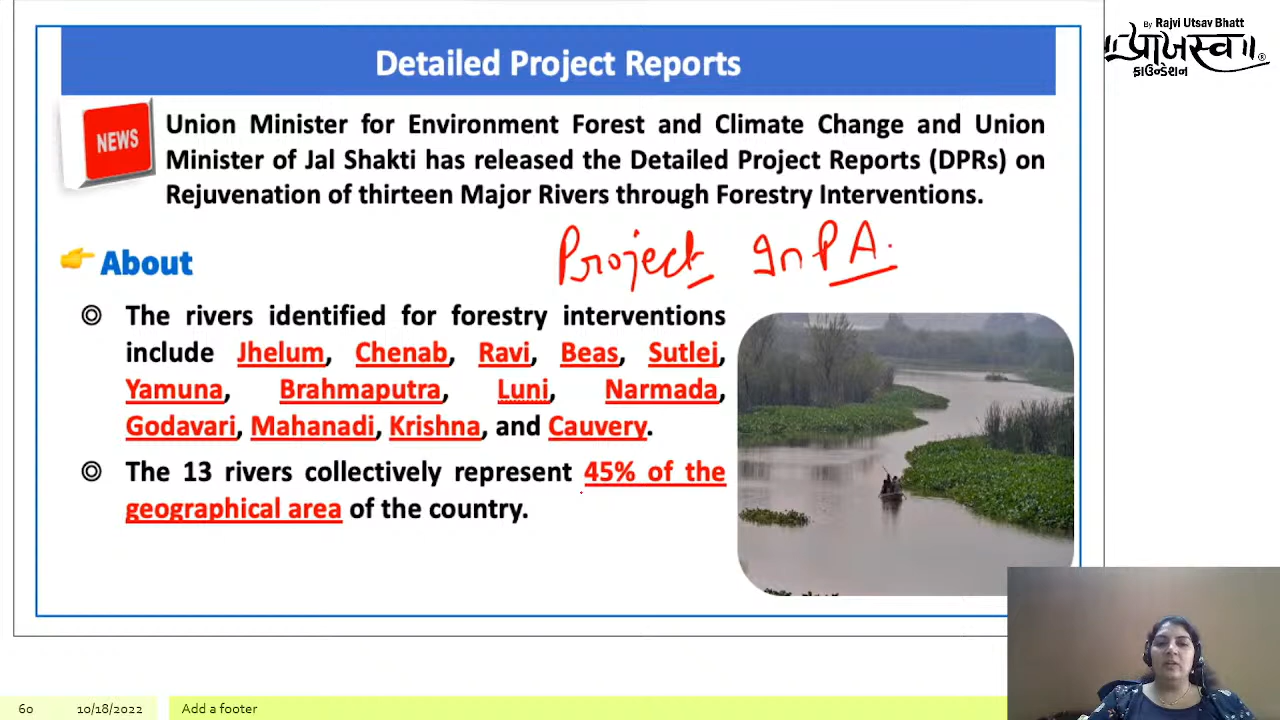 By Rajvi Utsav Bhatt
॥प्राजस्व॥
ફાઉન્ડેશન
Detailed Project Reports
NEWS
Union Minister for Environment Forest and Climate Change and Union
Minister of Jal Shakti has released the Detailed Project Reports (DPRs) on
Rejuvenation of thirteen Major Rivers through Forestry Interventions.
Project InPA.
About
The rivers identified for forestry interventions
include Jhelum, Chenab, Ravi, Beas, Sutlej,
Yamuna, Brahmaputra, Luni, Narmada,
Godavari, Mahanadi, Krishna, and Cauvery.
The 13 rivers collectively represent 45% of the
geographical area of the country.
60 10/18/2022 Add a footer